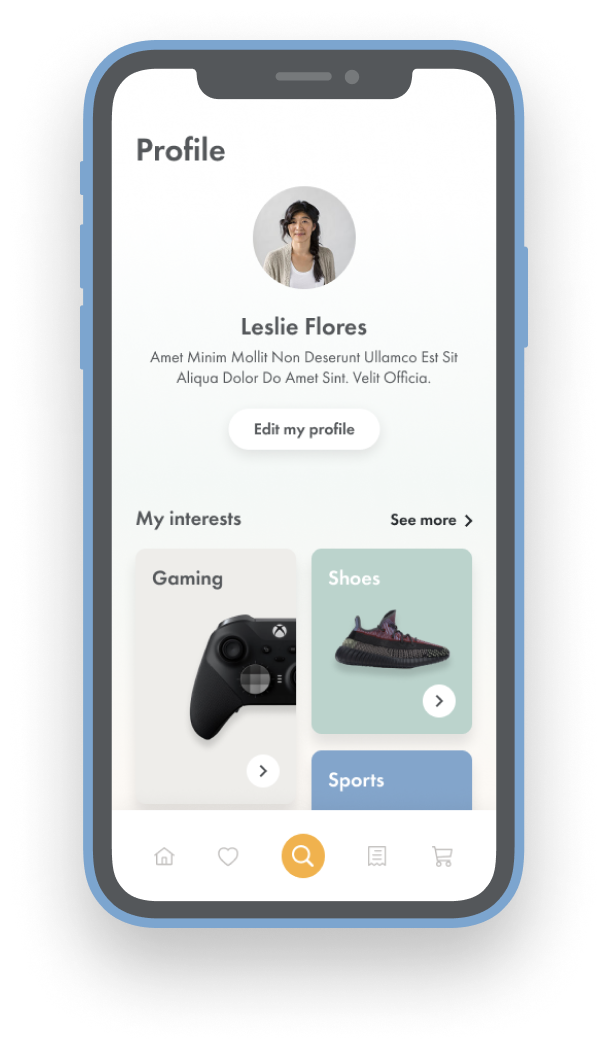 Profile
Leslie Flores
Amet Minim Mollit Non Deserunt Ullamco Est Sit
Aliqua Dolor Do Amet Sint. Velit Officia.
Edit my profile
My interests
See more
Gaming
Shoes
Sports